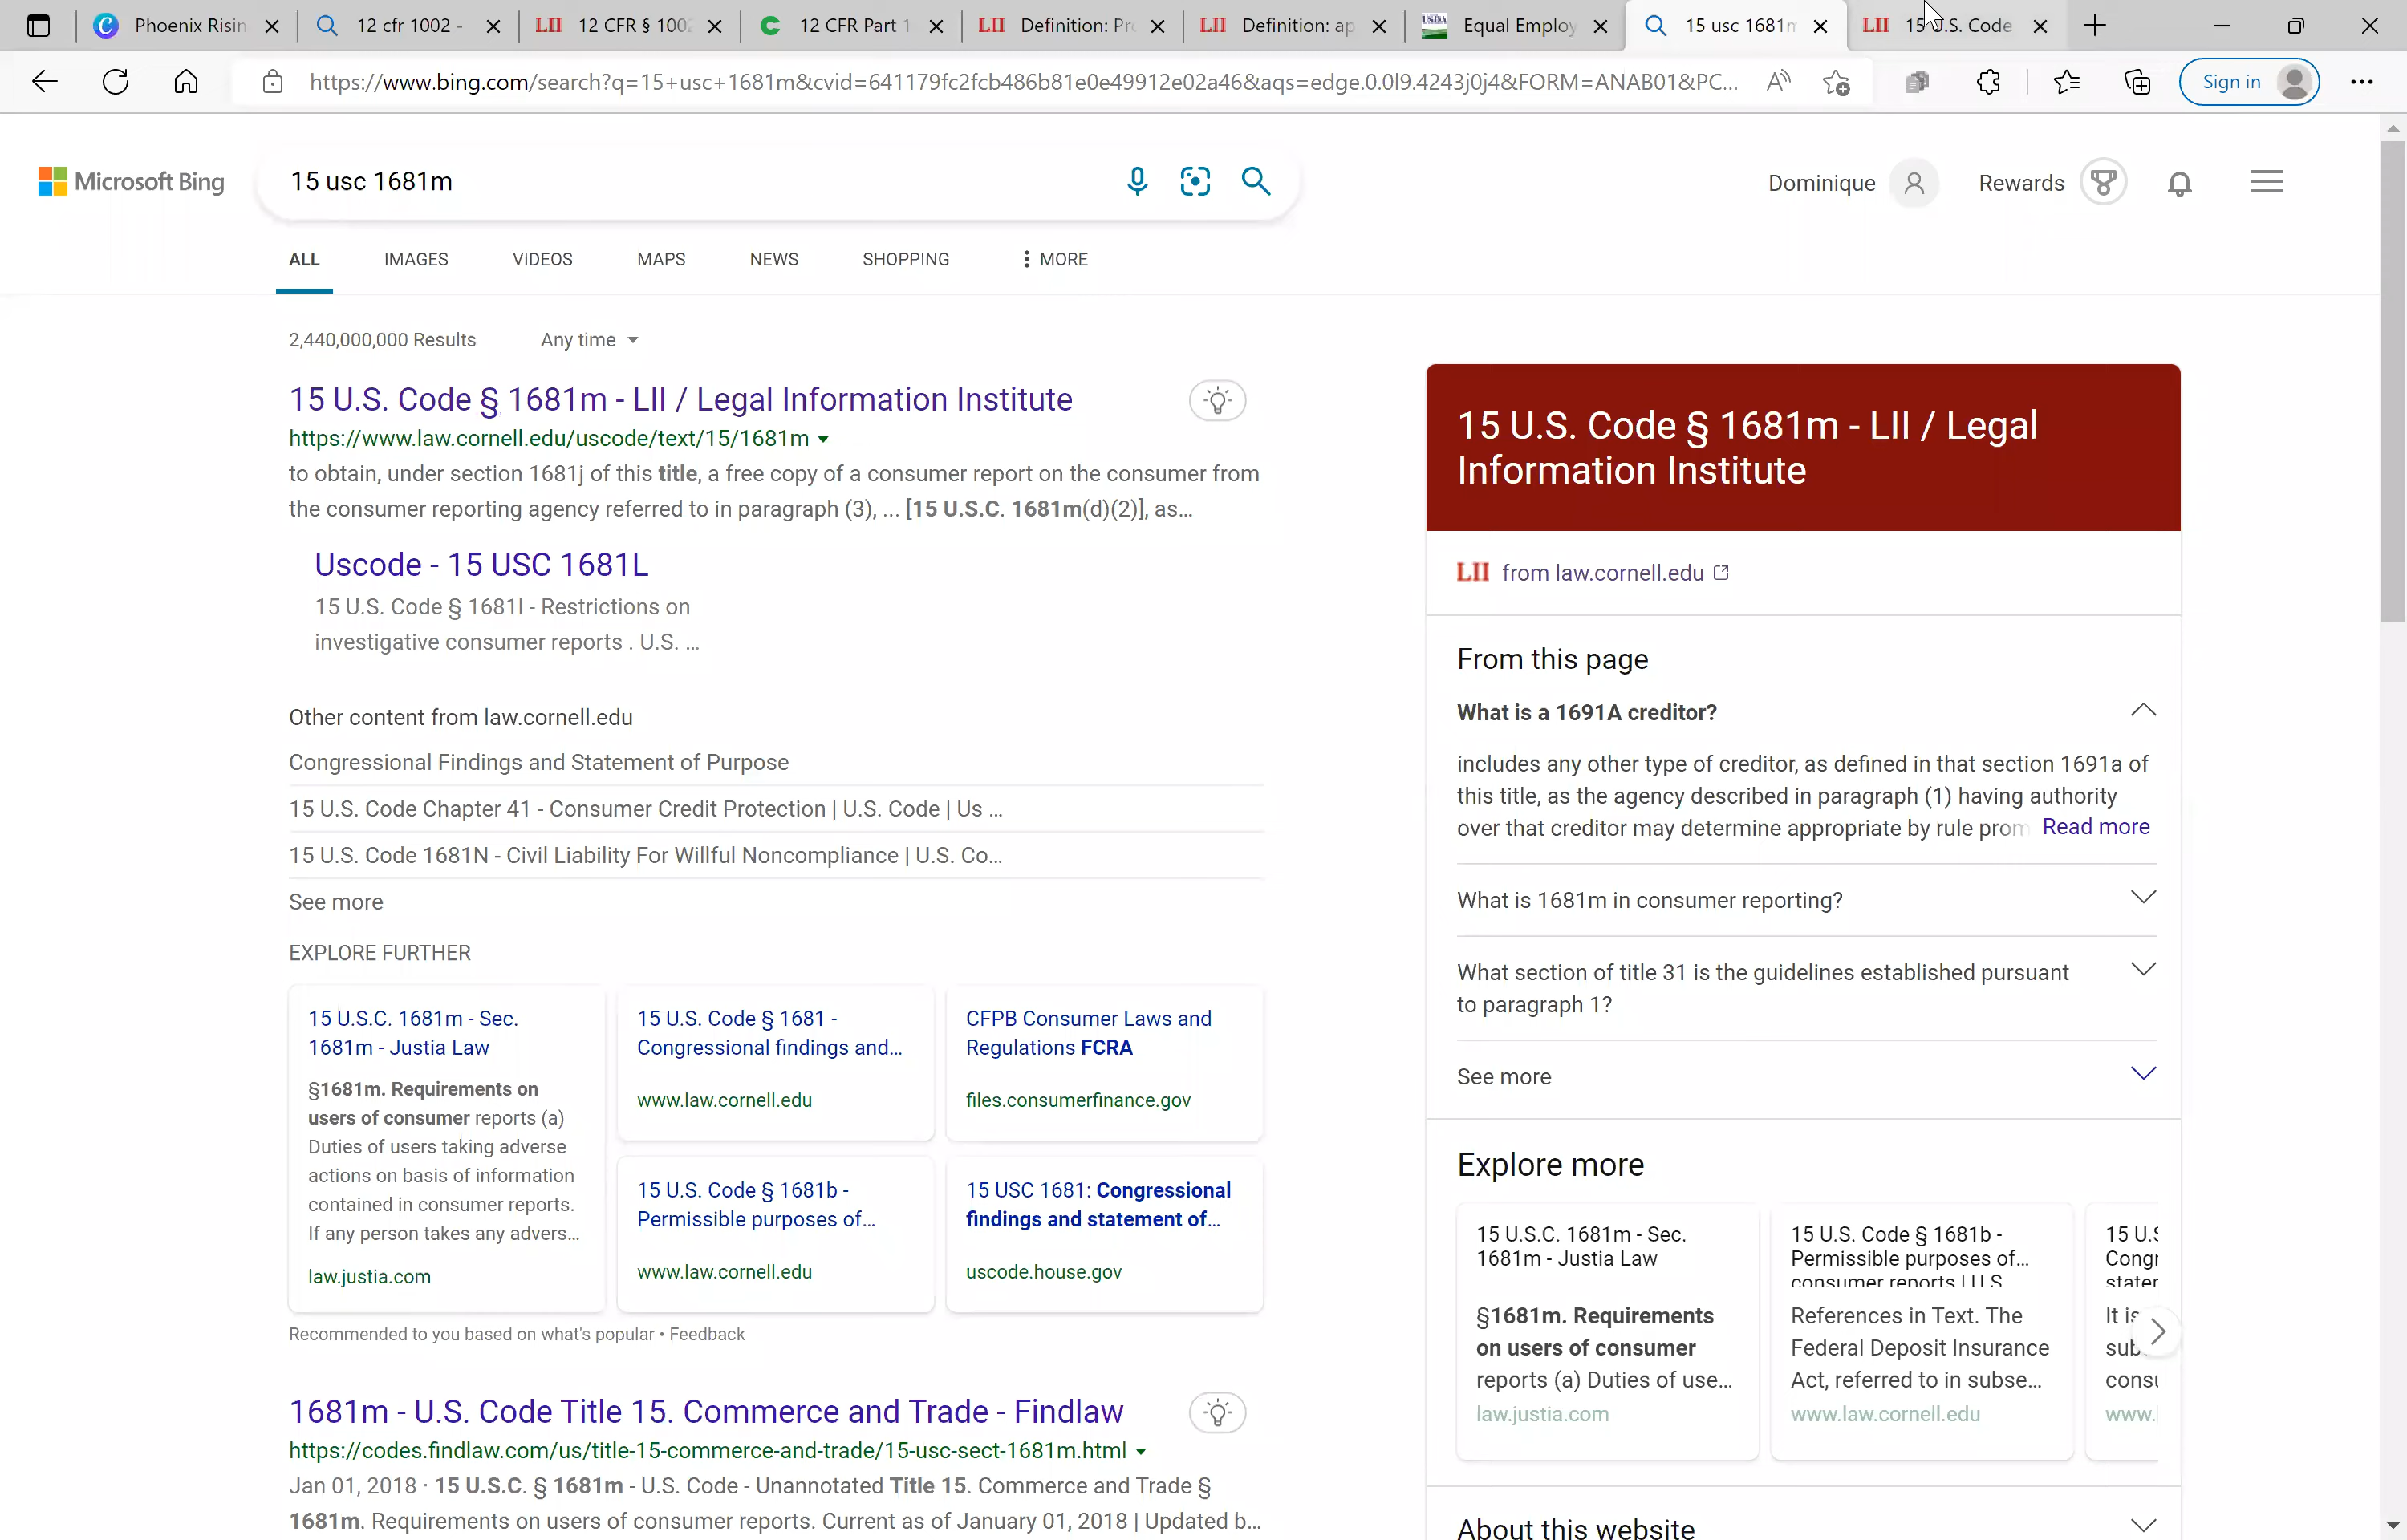 Phoenix Risin
12 cfr 1002 -
LII 12 CFR § 1002
12 CFR Part 1
LII Definition: Pr
LII Definition: ap
USDA Equal Employ
15 usc 1681m
LII 15 U.S. Code
https://www.bing.com/search?q=15+usc+1681m&cvid=641179fc2fcb486b81e0e49912e02a46&aqs=edge.0.0l9.4243j0j4&FORM=ANAB01&PC...
Sign in
Microsoft Bing
15 usc 1681m
Dominique
Rewards
ALL IMAGES VIDEOS MAPS NEWS SHOPPING MORE
2,440,000,000 Results Any time
15 U.S. Code § 1681m - LII / Legal Information Institute
https://www.law.cornell.edu/uscode/text/15/1681m
to obtain, under section 1681j of this title, a free copy of a consumer report on the consumer from
the consumer reporting agency referred to in paragraph (3), ... [15 U.S.C. 1681m(d)(2)], as...
Uscode - 15 USC 1681L
15 U.S. Code § 1681l - Restrictions on
investigative consumer reports . U.S. ...
Other content from law.cornell.edu
Congressional Findings and Statement of Purpose
15 U.S. Code Chapter 41 - Consumer Credit Protection | U.S. Code | Us ...
15 U.S. Code 1681N - Civil Liability For Willful Noncompliance | U.S. Co...
See more
EXPLORE FURTHER
15 U.S.C. 1681m - Sec.
1681m - Justia Law
§1681m. Requirements on
users of consumer reports (a)
Duties of users taking adverse
actions on basis of information
contained in consumer reports.
If any person takes any advers...
law.justia.com
15 U.S. Code § 1681 -
Congressional findings and...
www.law.cornell.edu
CFPB Consumer Laws and
Regulations FCRA
files.consumerfinance.gov
15 U.S. Code § 1681b -
Permissible purposes of...
www.law.cornell.edu
15 USC 1681: Congressional
findings and statement of...
uscode.house.gov
Recommended to you based on what's popular • Feedback
1681m - U.S. Code Title 15. Commerce and Trade - Findlaw
https://codes.findlaw.com/us/title-15-commerce-and-trade/15-usc-sect-1681m.html
Jan 01, 2018 · 15 U.S.C. § 1681m - U.S. Code - Unannotated Title 15. Commerce and Trade §
1681m. Requirements on users of consumer reports. Current as of January 01, 2018 | Updated b...
15 U.S. Code § 1681m - LII / Legal
Information Institute
LII from law.cornell.edu
From this page
What is a 1691A creditor?
includes any other type of creditor, as defined in that section 1691a of
this title, as the agency described in paragraph (1) having authority
over that creditor may determine appropriate by rule prom Read more
What is 1681m in consumer reporting?
What section of title 31 is the guidelines established pursuant
to paragraph 1?
See more
Explore more
15 U.S.C. 1681m - Sec.
1681m - Justia Law
§1681m. Requirements
on users of consumer
reports (a) Duties of use...
law.justia.com
15 U.S. Code § 1681b -
Permissible purposes of...
consumer reports | U.S.
References in Text. The
Federal Deposit Insurance
Act, referred to in subse...
www.law.cornell.edu
15 U.S
Congr
stater
It is
sub
consu
www.l
About this website